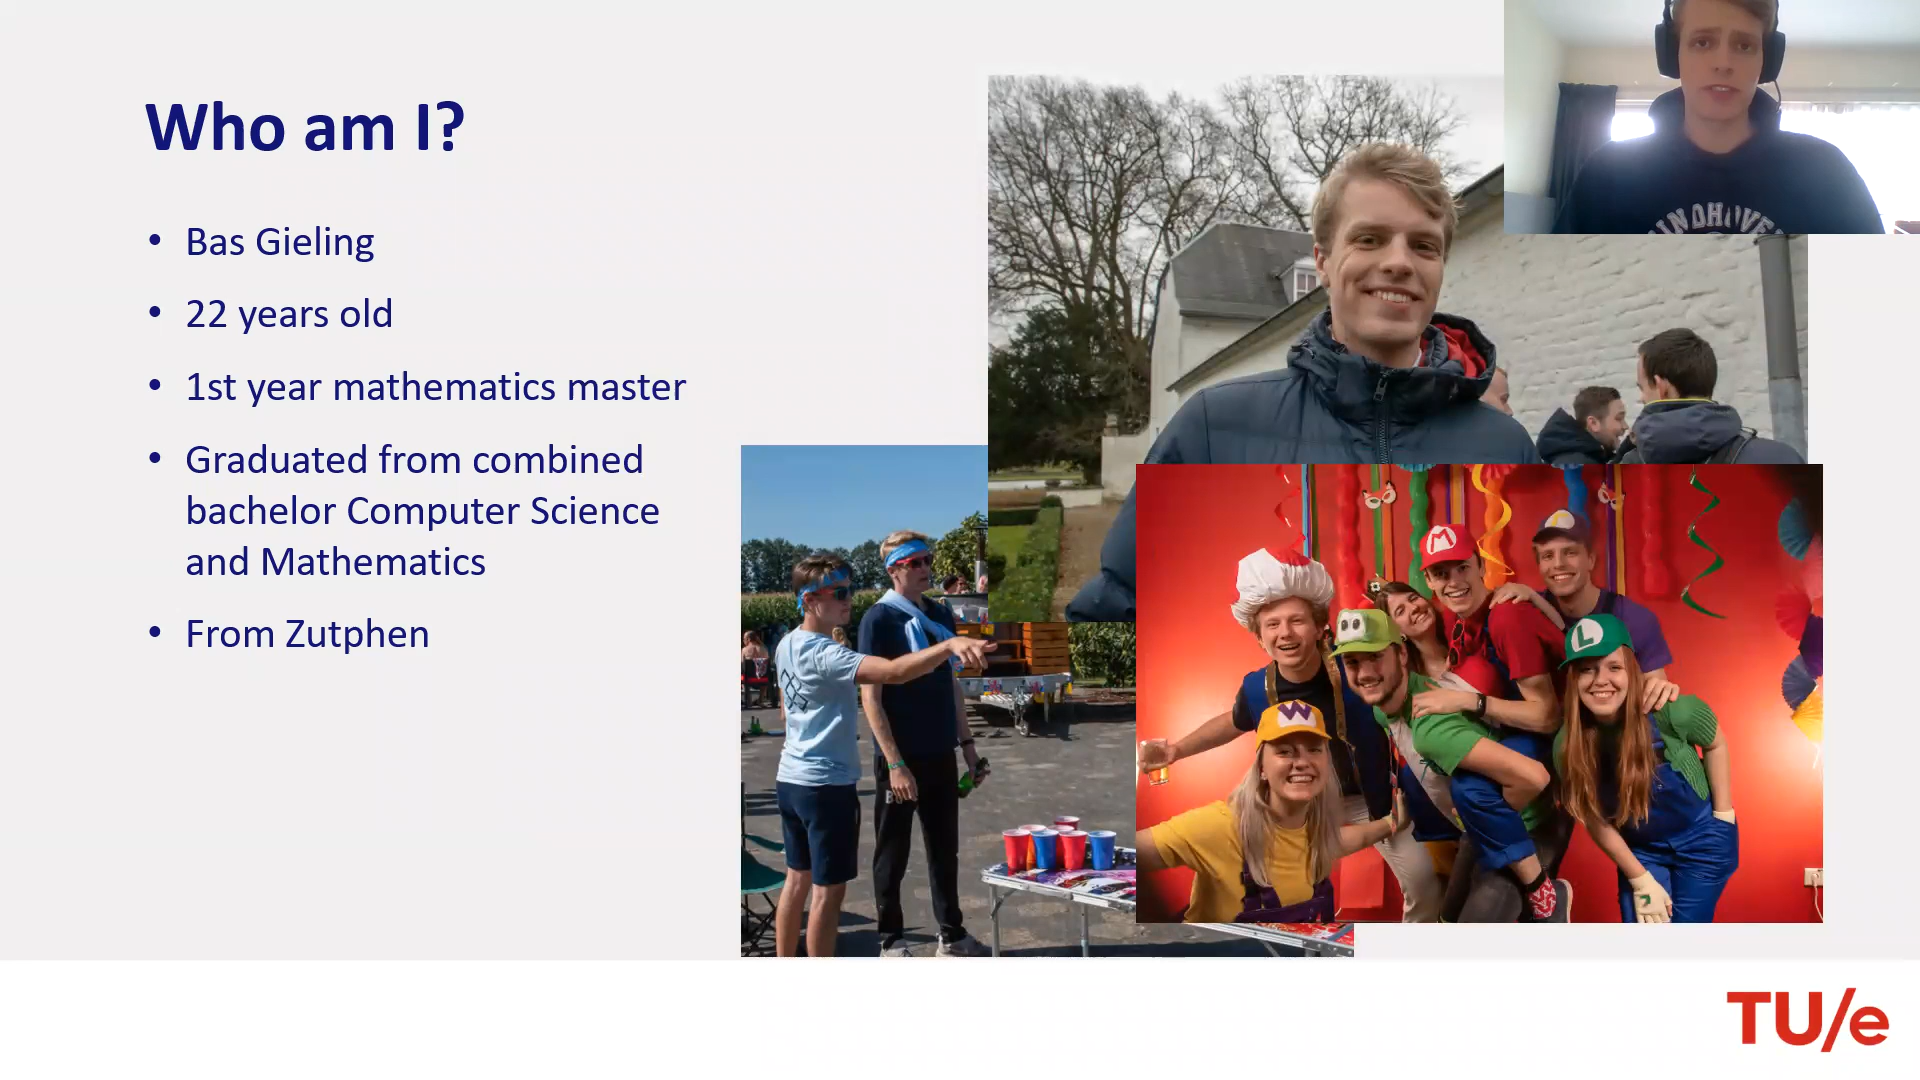 Who am I?
• Bas Gieling
• 22 years old
• 1st year mathematics master
• Graduated from combined
bachelor Computer Science
and Mathematics
• From Zutphen
M
L
W
TU/e